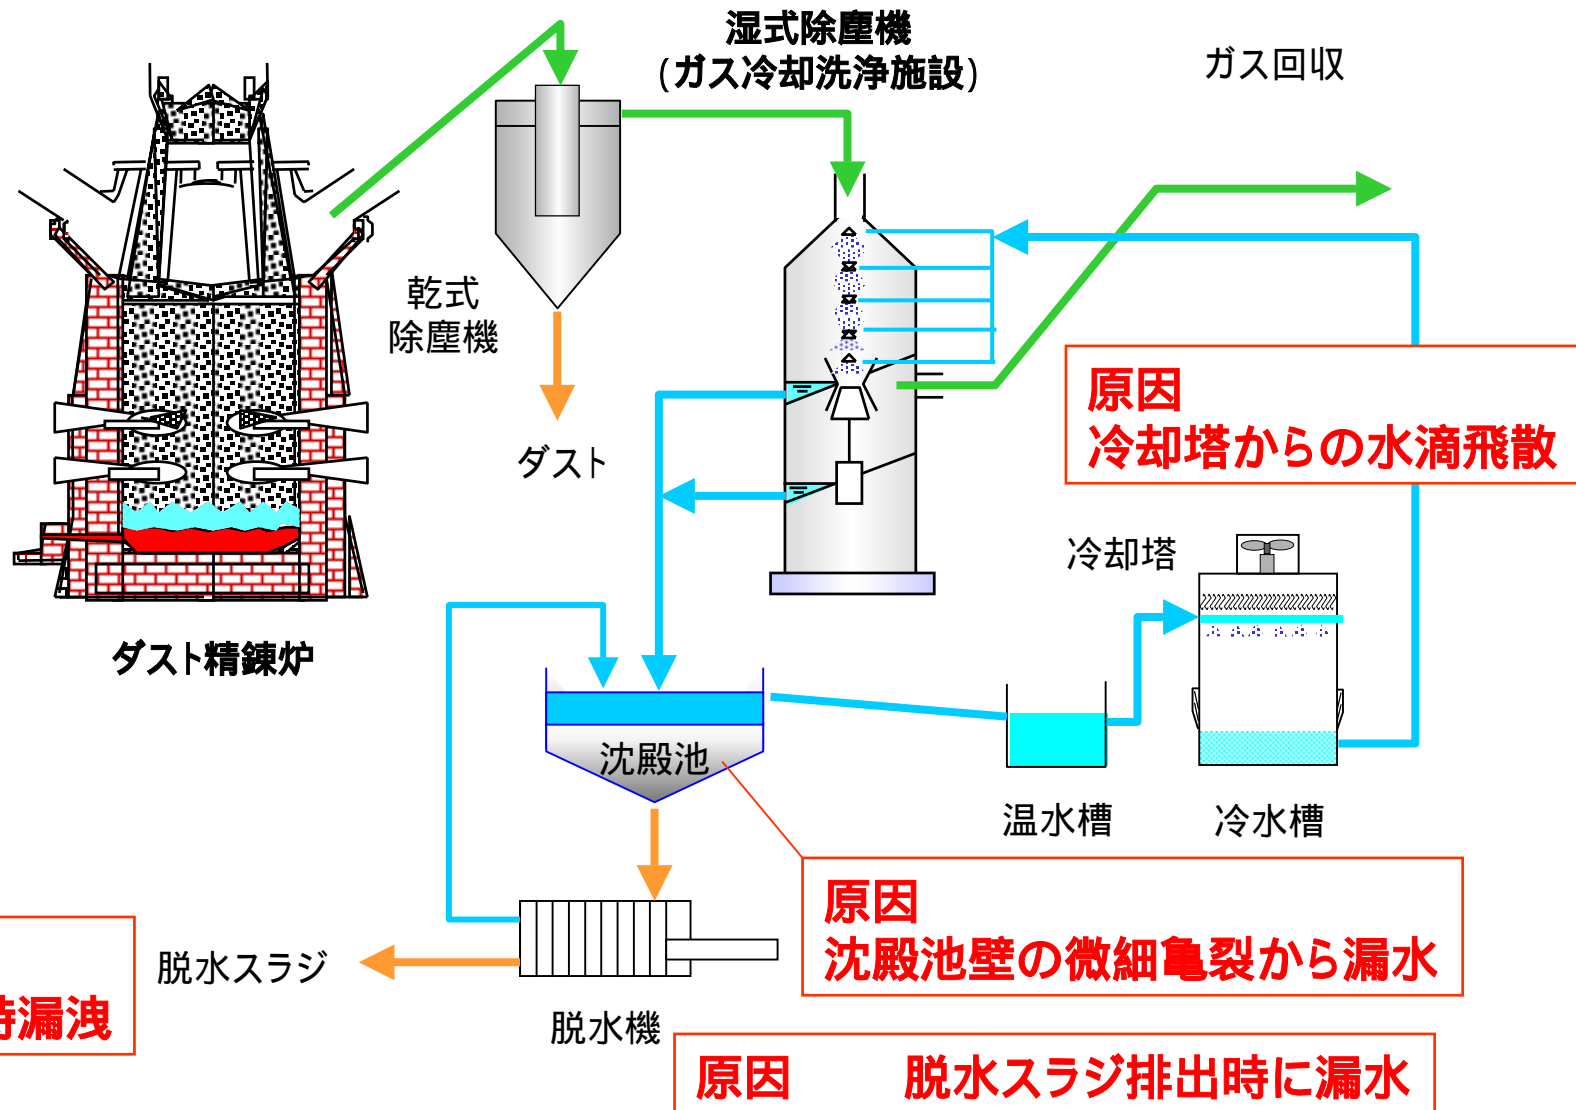 湿式除塵機
(ガス冷却洗浄施設)
ガス回収
乾式
除塵機
ダスト
原因
冷却塔からの水滴飛散
冷却塔
ダスト精錬炉
沈殿池
温水槽
冷水槽
原因
沈殿池壁の微細亀裂から漏水
時漏洩
脱水スラジ
脱水機
原因 脱水スラジ排出時に漏水